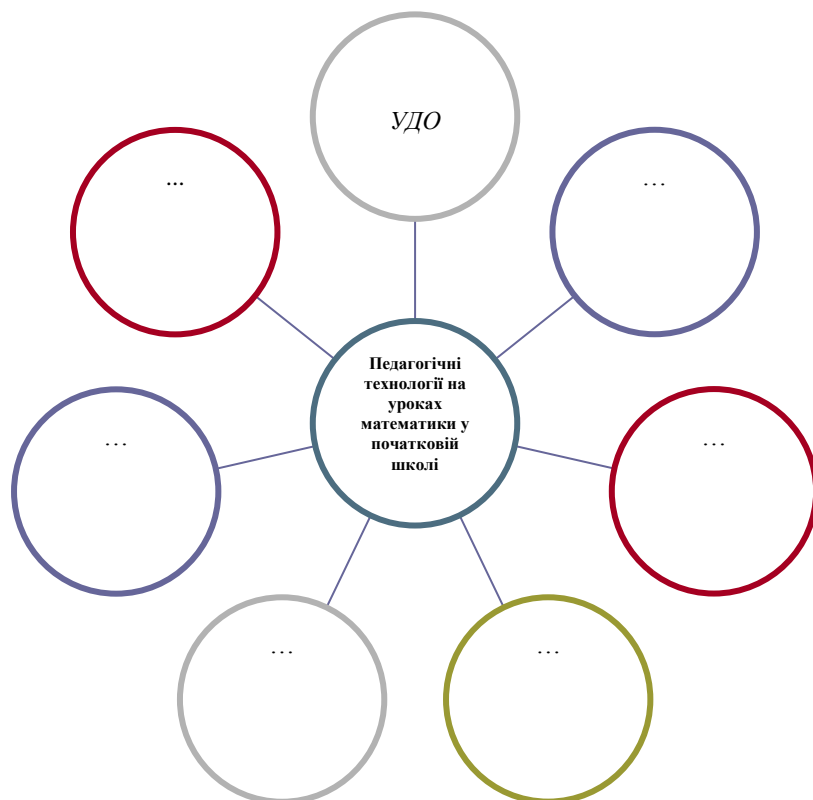 УДО
...
...
Педагогічні
технології на
уроках
математики у
початковій
школі
...
...
...
...